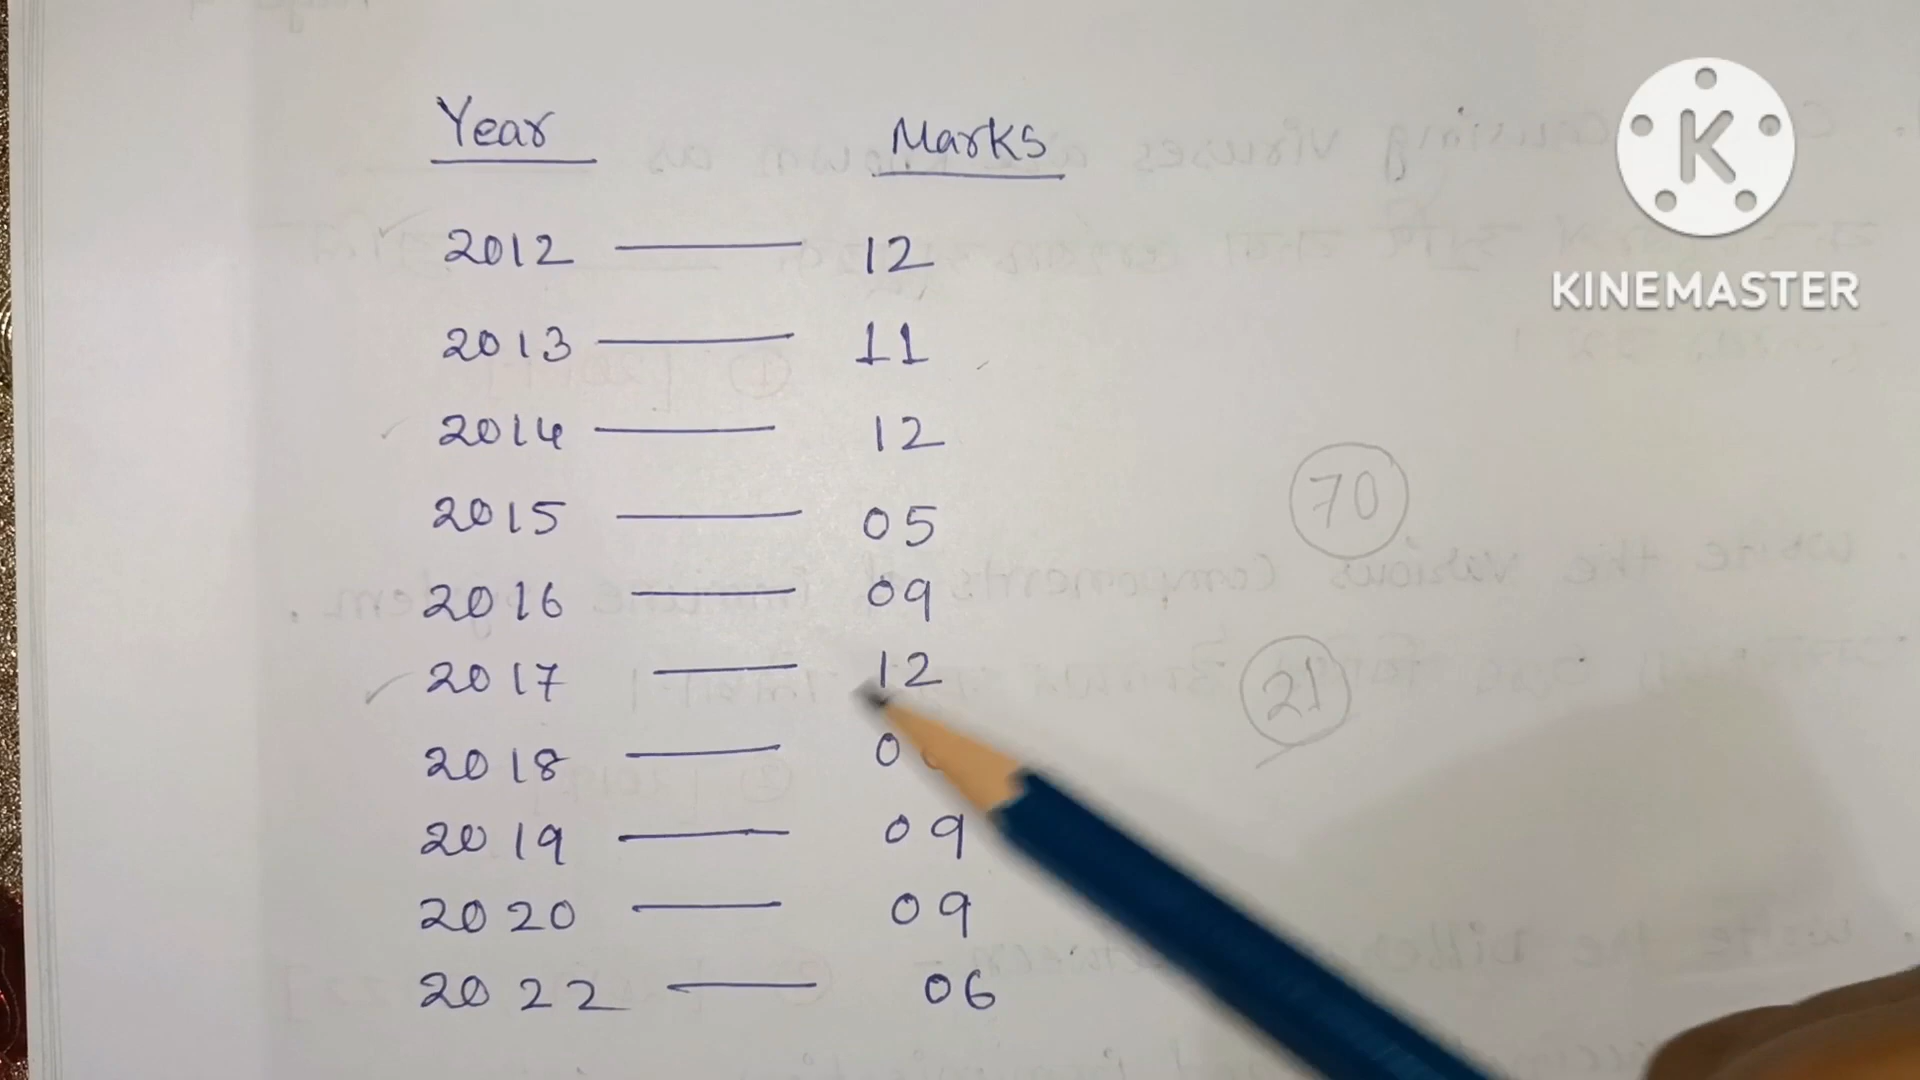 Year Marks
2012 — 12
2013 — 11
2014 — 12
2015 — 05
70
2016 — 09
2017 — 12
21
2018 — 0
2019 — 09
2020 — 09
2022 — 06
K
KINEMASTER